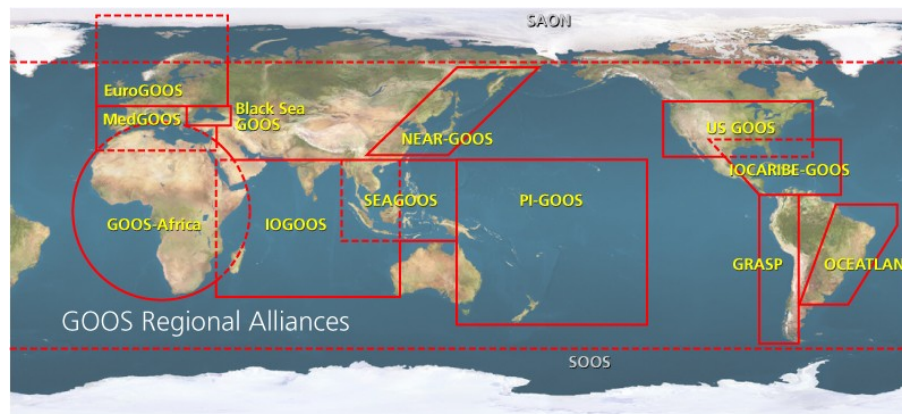 SAON
EuroGOOS
MedGOOS
Black Sea
GOOS
NEAR-GOOS
US GOOS
IOCARIBE-GOOS
GOOS-Africa
IOGOOS
SEAGOOS
PI-GOOS
GRASP
OCEATLAN
GOOS Regional Alliances
SOOS